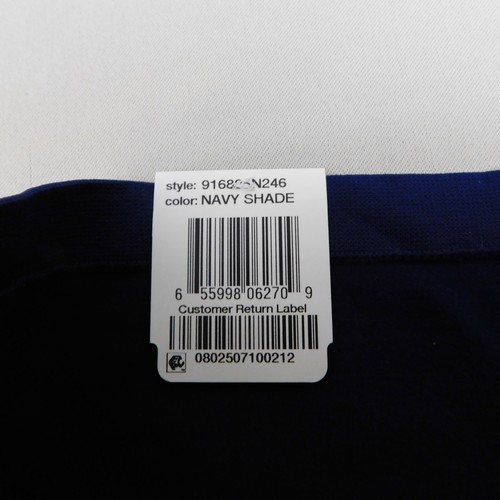 style:
color: NAVY SHADE
6 55998 06270 9
Customer Return Label
0802507100212